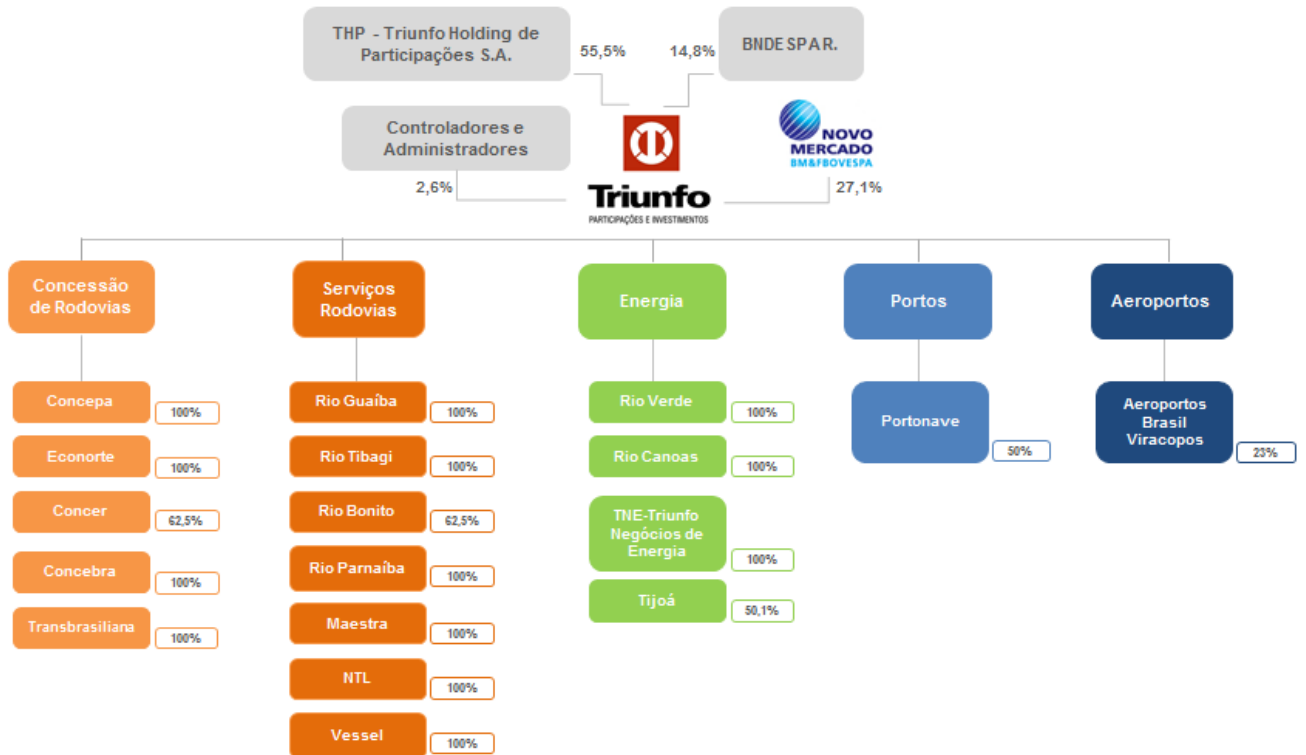 THP - Triunfo Holding de
Participações S.A.
55,5%
14,8%
BNDESPAR.
Controladores e
Administradores
2,6%
Triunfo
PARTICIPAÇÕES E INVESTIMENTOS
NOVO
MERCADO
BM&FBOVESPA
27,1%
Concessão
de Rodovias
Serviços
Rodovias
Energia
Portos
Aeroportos
Concepa
100%
Econorte
100%
Concer
62,5%
Concebra
100%
Transbrasiliana
100%
Rio Guaíba
100%
Rio Tibagi
100%
Rio Bonito
62,5%
Rio Parnaíba
100%
Maestra
100%
NTL
100%
Vessel
100%
Rio Verde
100%
Rio Canoas
100%
TNE-Triunfo
Negócios de
Energia
100%
Tijoá
50,1%
Portonave
50%
Aeroportos
Brasil
Viracopos
23%